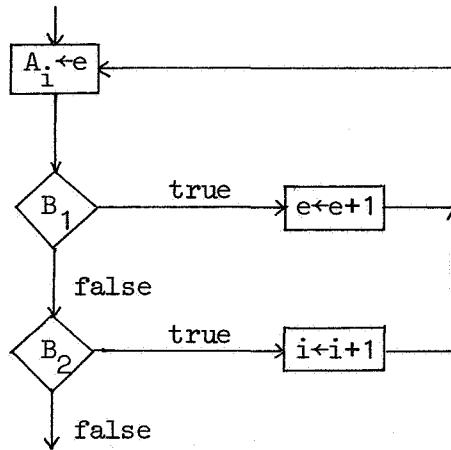 A_i←e
true
B_1
e←e+1
false
true
B_2
i←i+1
false